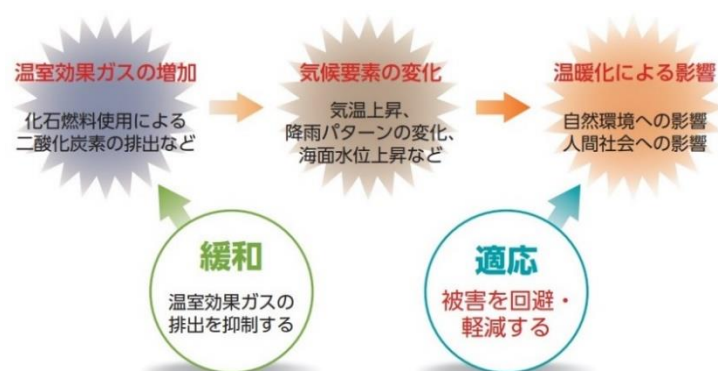 温室効果ガスの増加
化石燃料使用による
二酸化炭素の排出など
気候要素の変化
気温上昇、
降雨パターンの変化、
海面水位上昇など
温暖化による影響
自然環境への影響
人間社会への影響
緩和
温室効果ガスの
排出を抑制する
適応
被害を回避・
軽減する